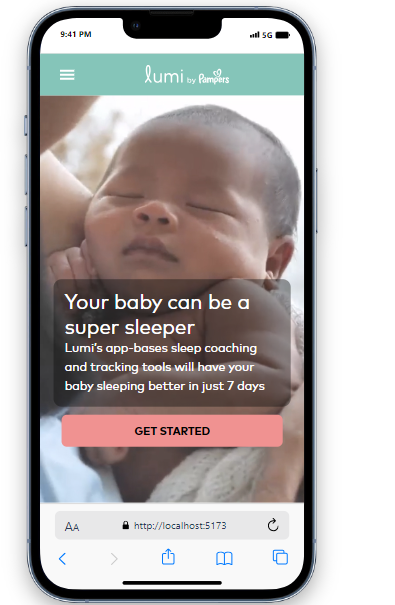 9:41 PM
5G
lumi by Pampers
Your baby can be a
super sleeper
Lumi's app-bases sleep coaching
and tracking tools will have your
baby sleeping better in just 7 days
GET STARTED
AA
http://localhost:5173